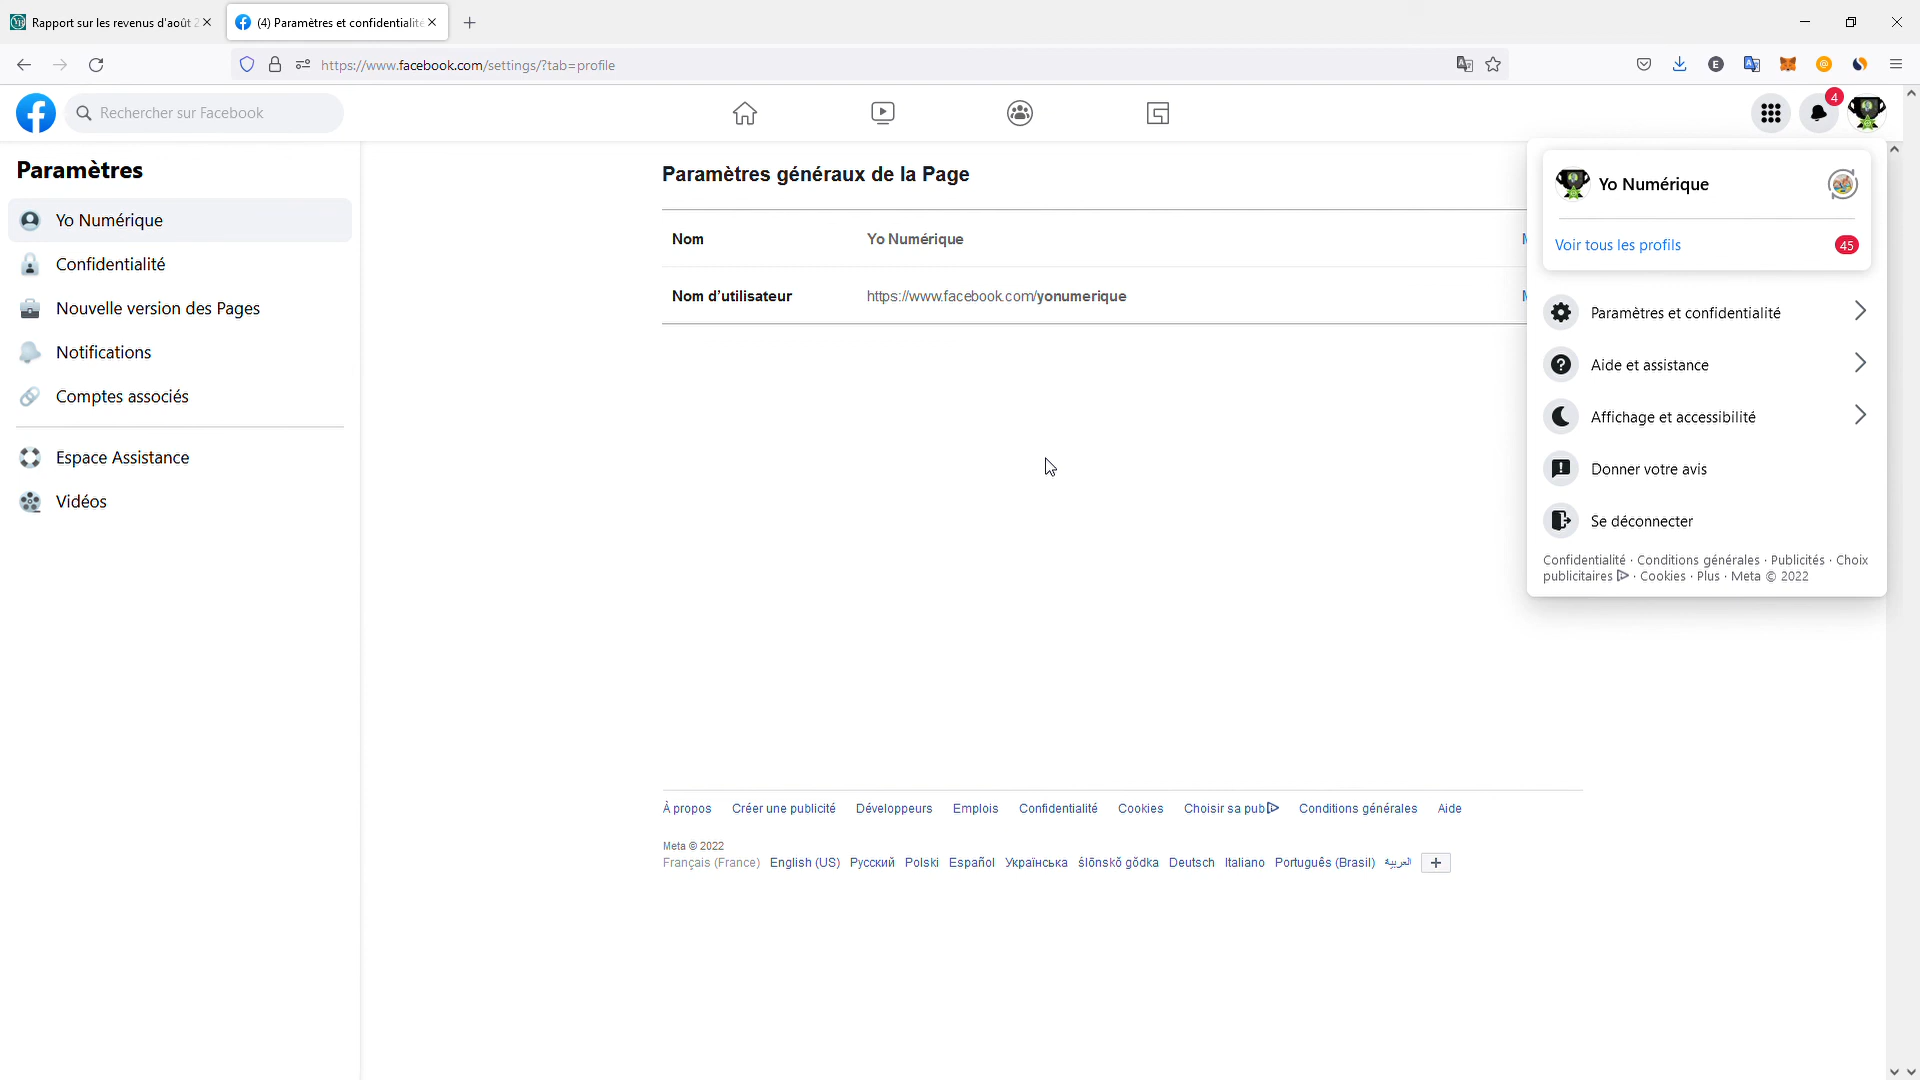 Rapport sur les revenus d'août 2
(4) Paramètres et confidentialité
https://www.facebook.com/settings/?tab=profile
E
Rechercher sur Facebook
4
Paramètres
Yo Numérique
Confidentialité
Nouvelle version des Pages
Notifications
Comptes associés
Espace Assistance
Vidéos
Paramètres généraux de la Page
Nom
Yo Numérique
Nom d'utilisateur
https://www.facebook.com/yonumerique
Yo Numérique
Voir tous les profils
45
Paramètres et confidentialité
Aide et assistance
Affichage et accessibilité
Donner votre avis
Se déconnecter
Confidentialité · Conditions générales · Publicités · Choix
publicitaires · Cookies · Plus · Meta © 2022
À propos Créer une publicité Développeurs Emplois Confidentialité Cookies Choisir sa pub Conditions générales Aide
Meta © 2022
Français (France) English (US) Русский Polski Español Українська ślōnskŏ gŏdka Deutsch Italiano Português (Brasil) العربية +